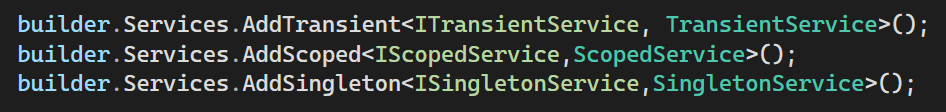 builder.Services.AddTransient<ITransientService, TransientService>();
builder.Services.AddScoped<IScopedService,ScopedService>();
builder.Services.AddSingleton<ISingletonService,SingletonService>();